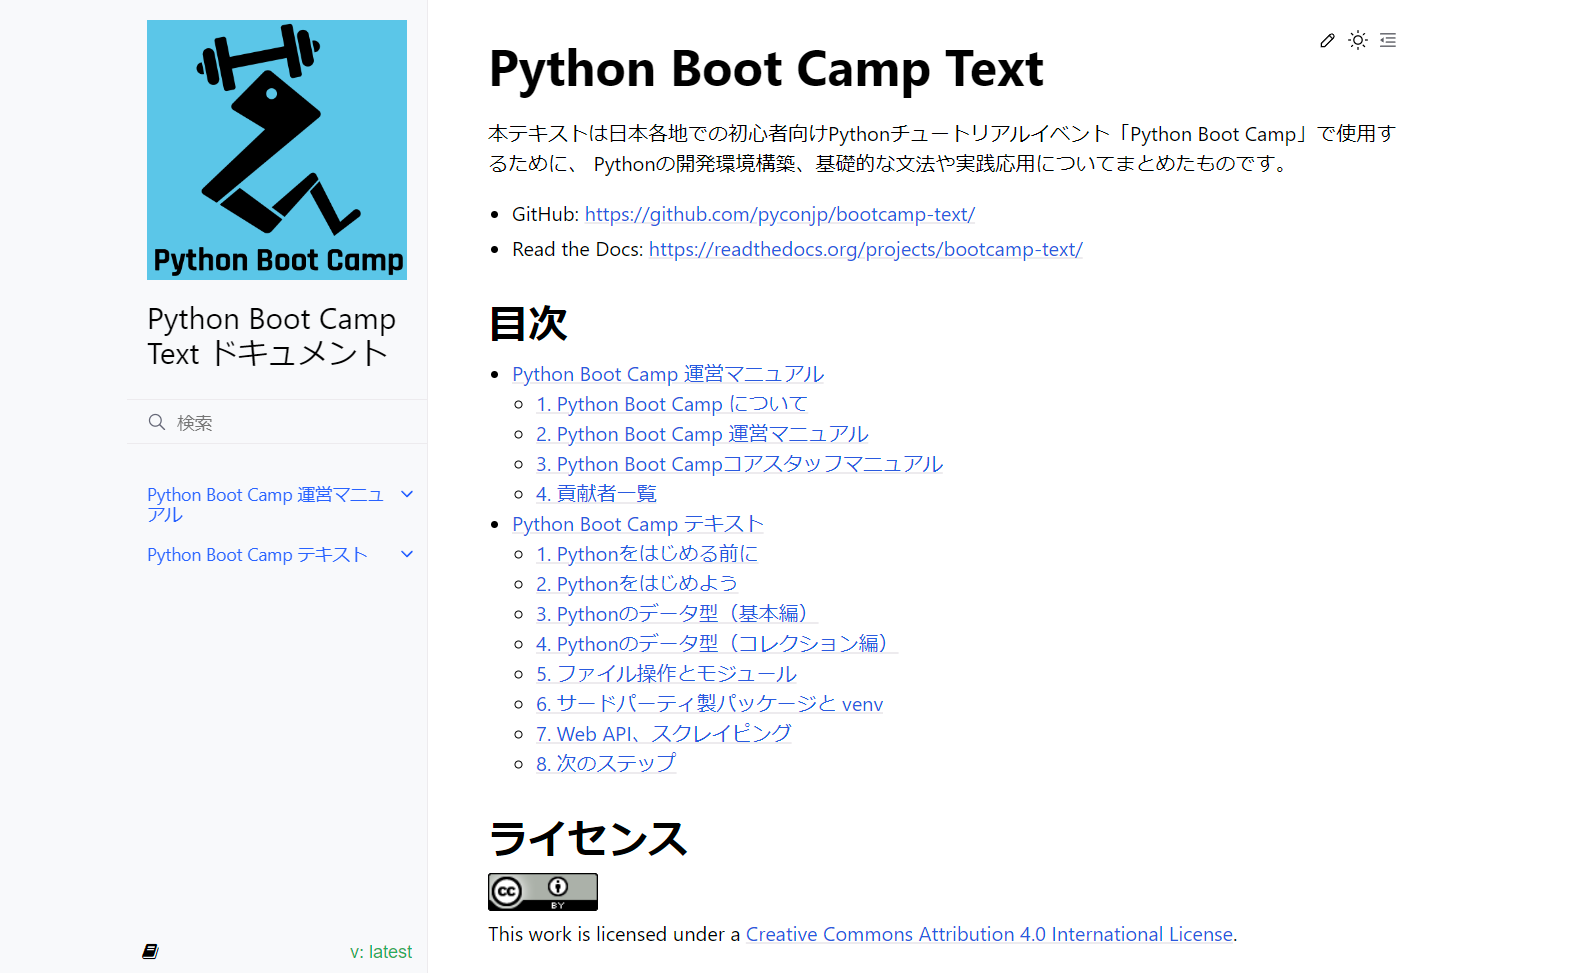 Python Boot Camp
Python Boot Camp
Text ドキュメント
検索
Python Boot Camp 運営マニュ
アル
Python Boot Camp テキスト
v: latest
Python Boot Camp Text
本テキストは日本各地での初心者向けPythonチュートリアルイベント「Python Boot Camp」で使用す
るために、 Pythonの開発環境構築、基礎的な文法や実践応用についてまとめたものです。
GitHub: https://github.com/pyconjp/bootcamp-text/
Read the Docs: https://readthedocs.org/projects/bootcamp-text/
目次
Python Boot Camp 運営マニュアル
1. Python Boot Camp について
2. Python Boot Camp 運営マニュアル
3. Python Boot Campコアスタッフマニュアル
4. 貢献者一覧
Python Boot Camp テキスト
1. Pythonをはじめる前に
2. Pythonをはじめよう
3. Pythonのデータ型（基本編）
4. Pythonのデータ型（コレクション編）
5. ファイル操作とモジュール
6. サードパーティ製パッケージと venv
7. Web API、スクレイピング
8. 次のステップ
ライセンス
cc
BY
This work is licensed under a Creative Commons Attribution 4.0 International License.